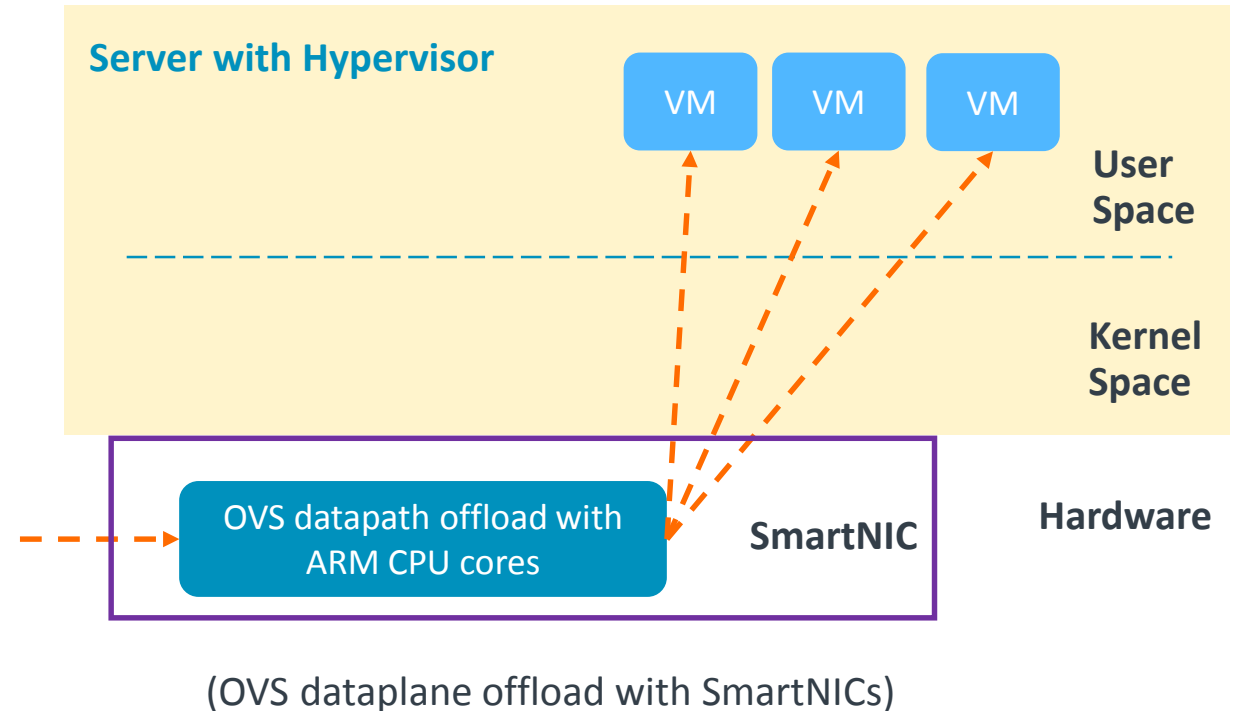 Server with Hypervisor
VM
VM
VM
User
Space
Kernel
Space
OVS datapath offload with
ARM CPU cores
SmartNIC
Hardware
(OVS dataplane offload with SmartNICs)